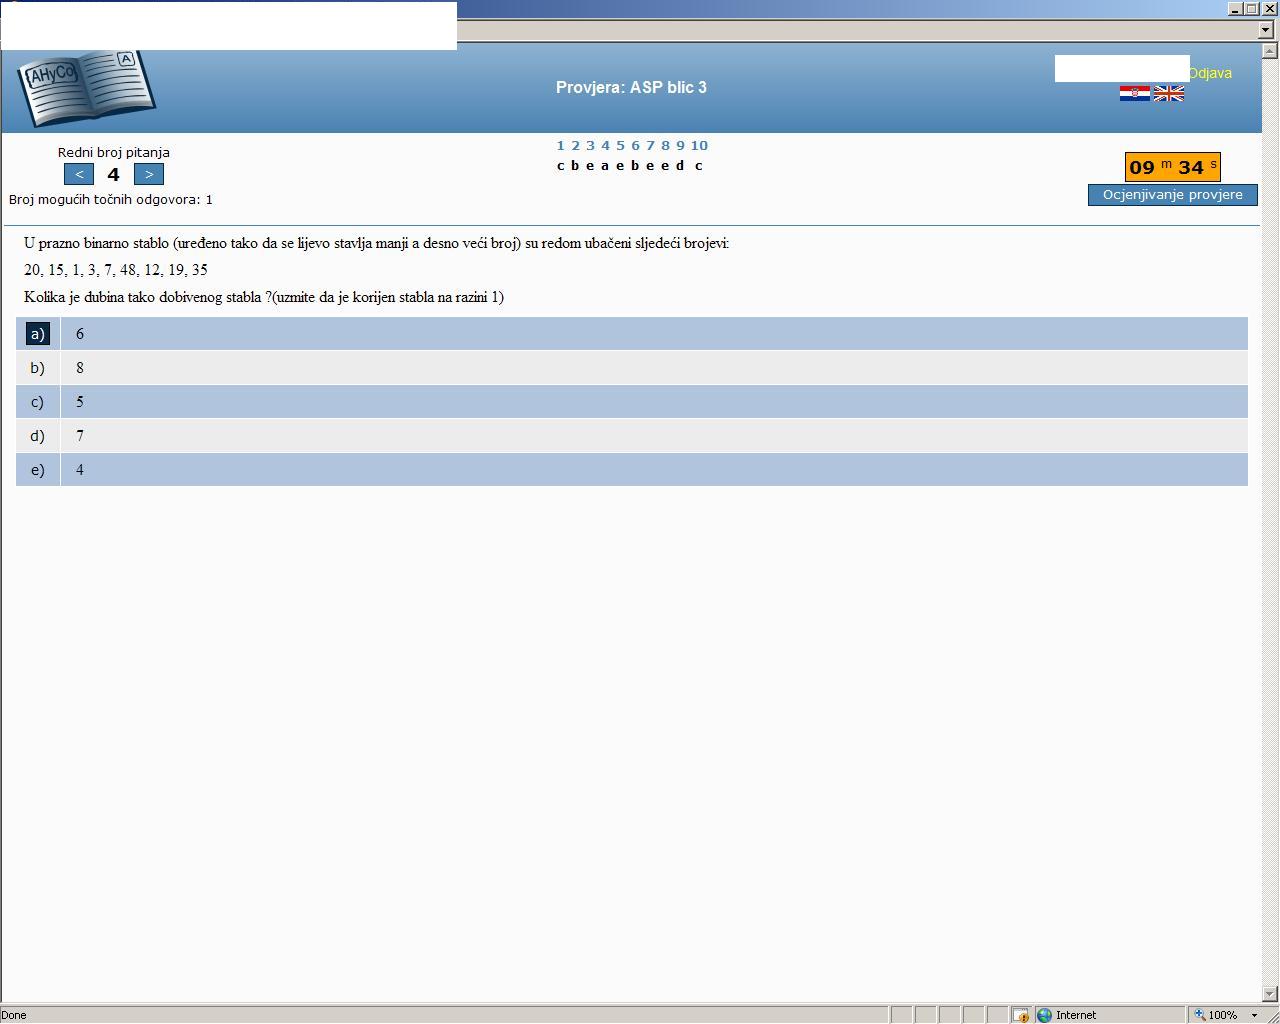 AHyCo
A
Provjera: ASP blic 3
Odjava
Redni broj pitanja
< 4 >
Broj mogućih točnih odgovora: 1
1 2 3 4 5 6 7 8 9 10
c b e a e b e e d c
09 m 34 s
Ocjenjivanje provjere
U prazno binarno stablo (uređeno tako da se lijevo stavlja manji a desno veći broj) su redom ubačeni sljedeći brojevi:
20, 15, 1, 3, 7, 48, 12, 19, 35
Kolika je dubina tako dobivenog stabla ?(uzmite da je korijen stabla na razini 1)
a) 6
b) 8
c) 5
d) 7
e) 4
Done
Internet
100%